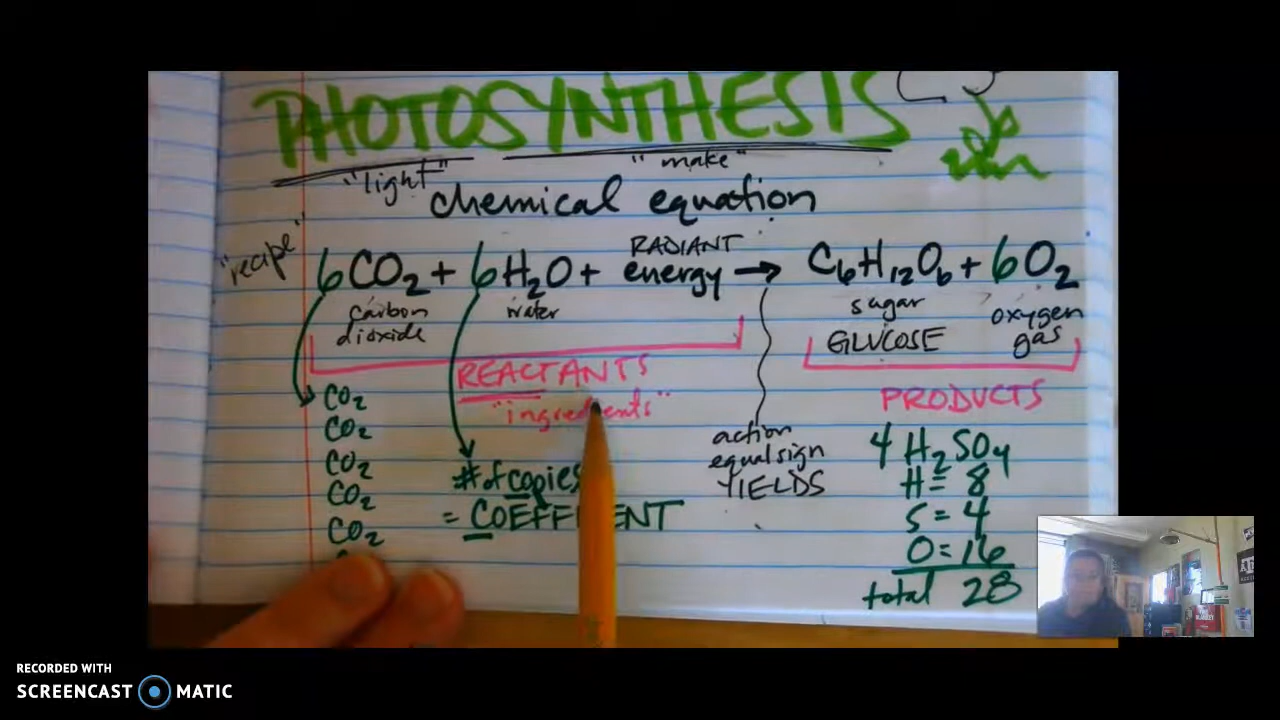 PHOTOSYNTHESIS
"light" "make"
chemical equation
"recipe"
6CO2 + 6H2O + RADIANT energy → C6H12O6 + 6O2
carbon dioxide
water
sugar
GLUCOSE
oxygen gas
REACTANTS
"ingredients"
PRODUCTS
CO2
CO2
CO2
CO2
CO2
# of copies
= COEFFICIENT
action
equal sign
YIELDS
4 H2SO4
H = 8
S = 4
O = 16
total 28
RECORDED WITH
SCREENCAST MATIC